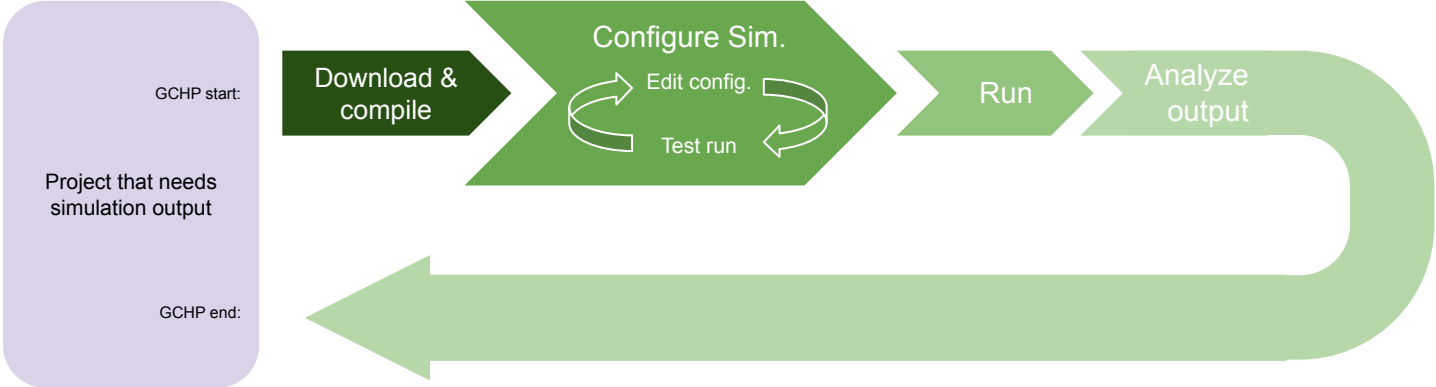 GCHP start:
Project that needs
simulation output
GCHP end:
Download &
compile
Configure Sim.
Edit config.
Test run
Run
Analyze
output